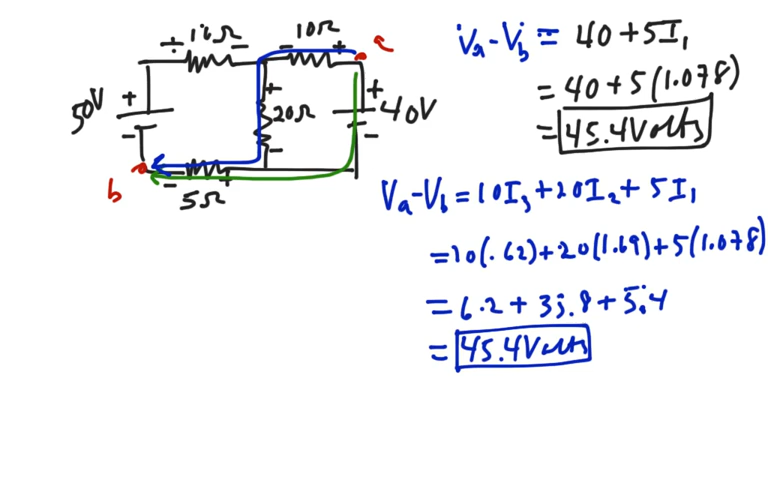 10Ω
10Ω
a
50V
20Ω
40V
5Ω
b
Va-Vb = 40 + 5I₁
= 40 + 5(1.078)
= 45.4Volts
Va-Vb = 10I₃ + 20I₂ + 5I₁
= 10(.62) + 20(1.69) + 5(1.078)
= 6.2 + 33.8 + 5.4
= 45.4Volts